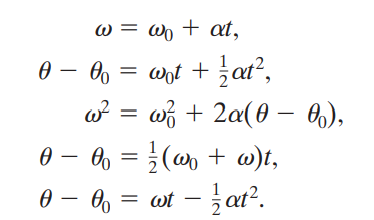 ω = ω₀ + αt,
θ − θ₀ = ω₀t + ½αt²,
ω² = ω₀² + 2α(θ − θ₀),
θ − θ₀ = ½(ω₀ + ω)t,
θ − θ₀ = ωt − ½αt².